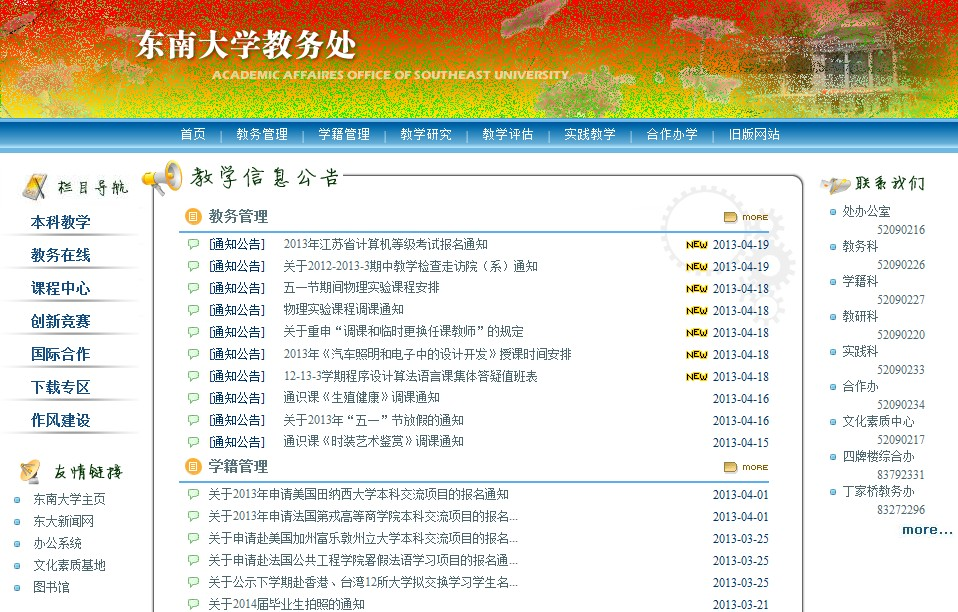 东南大学教务处
ACADEMIC AFFAIRES OFFICE OF SOUTHEAST UNIVERSITY
首页 | 教务管理 | 学籍管理 | 教学研究 | 教学评估 | 实践教学 | 合作办学 | 旧版网站
栏目导航
本科教学
教务在线
课程中心
创新竞赛
国际合作
下载专区
作风建设
友情链接
东南大学主页
东大新闻网
办公系统
文化素质基地
图书馆
教学信息公告
教务管理 MORE
[通知公告] 2013年江苏省计算机等级考试报名通知 NEW 2013-04-19
[通知公告] 关于2012-2013-3期中教学检查走访院（系）通知 NEW 2013-04-19
[通知公告] 五一节期间物理实验课程安排 NEW 2013-04-18
[通知公告] 物理实验课程调课通知 NEW 2013-04-18
[通知公告] 关于重申“调课和临时更换任课教师”的规定 NEW 2013-04-18
[通知公告] 2013年《汽车照明和电子中的设计开发》授课时间安排 NEW 2013-04-18
[通知公告] 12-13-3学期程序设计算法语言课集体答疑值班表 NEW 2013-04-18
[通知公告] 通识课《生殖健康》调课通知 2013-04-16
[通知公告] 关于2013年“五一”节放假的通知 2013-04-16
[通知公告] 通识课《时装艺术鉴赏》调课通知 2013-04-15
学籍管理 MORE
关于2013年申请美国田纳西大学本科交流项目的报名通知 2013-04-01
关于2013年申请法国第戎高等商学院本科交流项目的报名... 2013-04-01
关于申请赴美国加州富乐敦州立大学本科交流项目的报名... 2013-03-25
关于申请赴法国公共工程学院暑假法语学习项目的报名通... 2013-03-25
关于公示下学期赴香港、台湾12所大学拟交换学习学生名... 2013-03-25
关于2014届毕业生拍照的通知 2013-03-21
联系我们
处办公室
52090216
教务科
52090226
学籍科
52090227
教研科
52090220
实践科
52090233
合作办
52090234
文化素质中心
52090217
四牌楼综合办
83792331
丁家桥教务办
83272296
more...